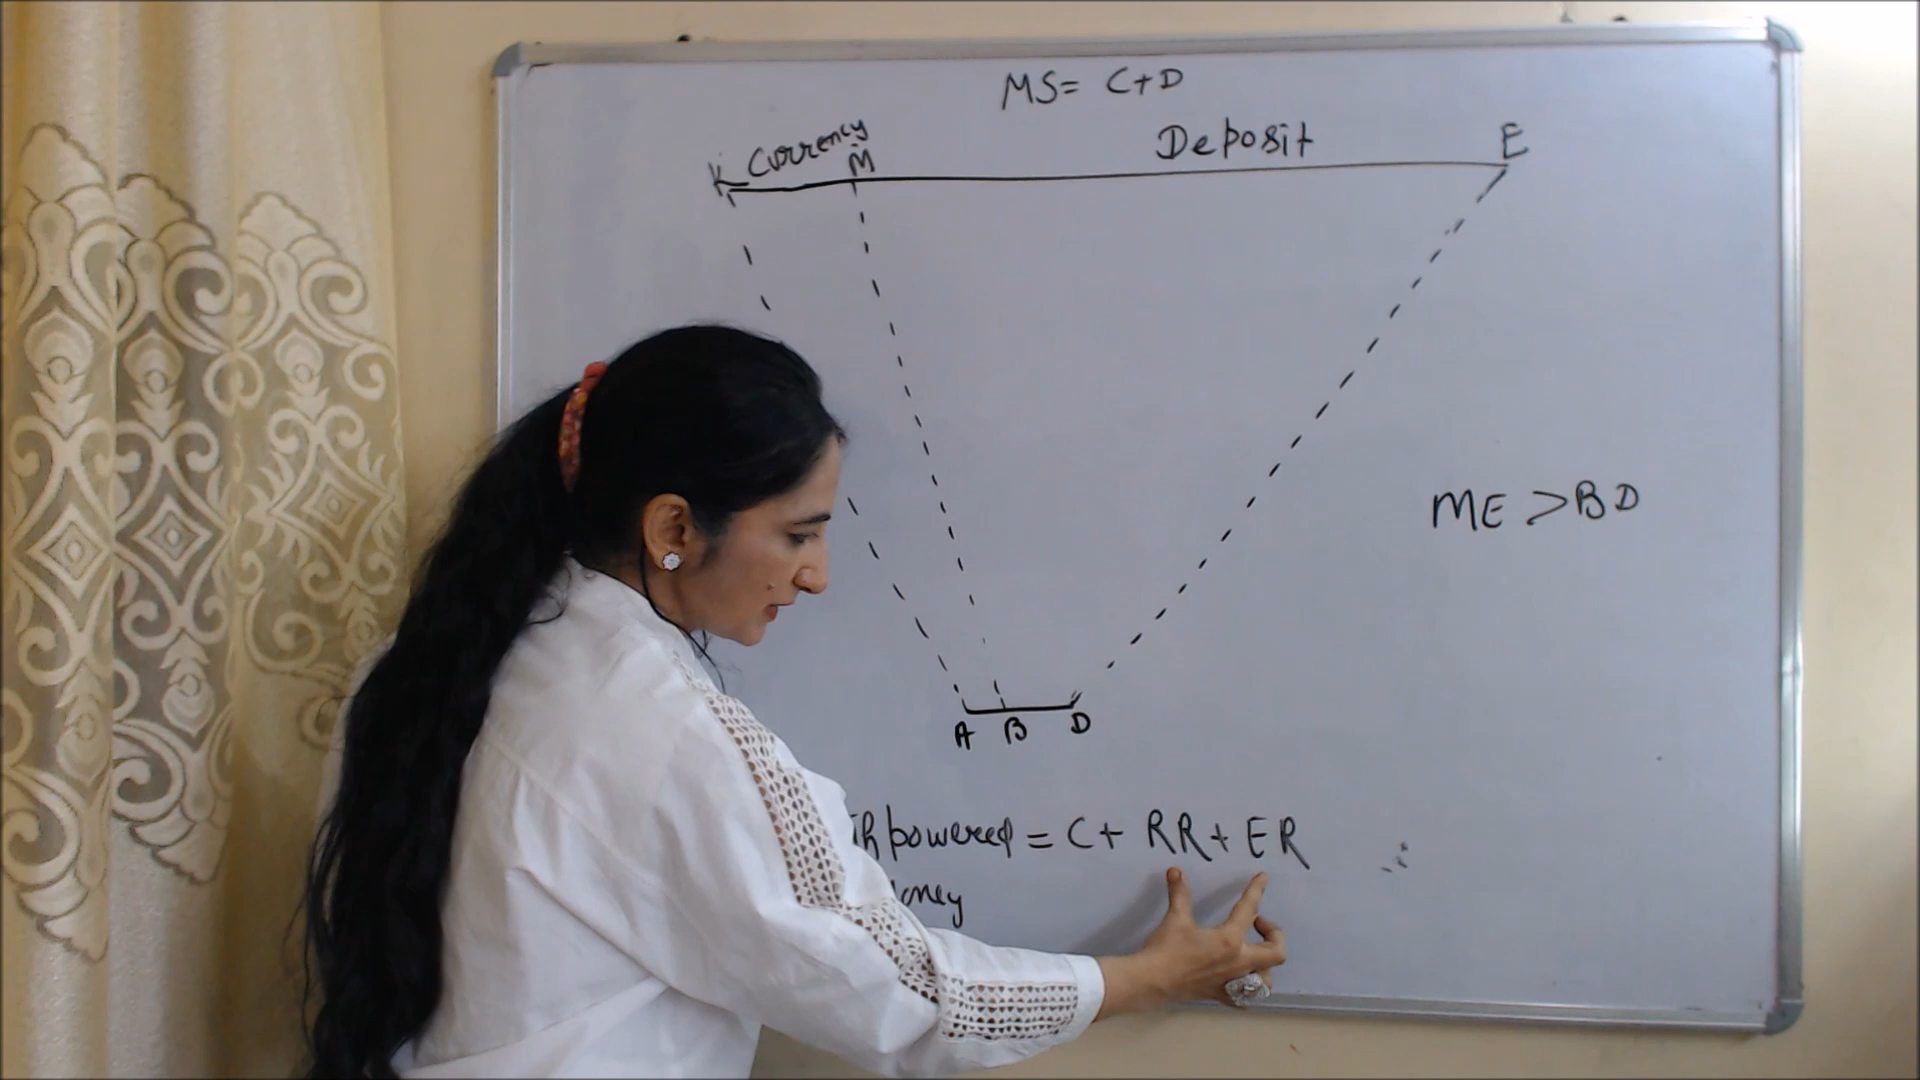 MS= C+D
Currency Deposit
K M E
ME > BD
A B D
powered = C+ RR+ ER